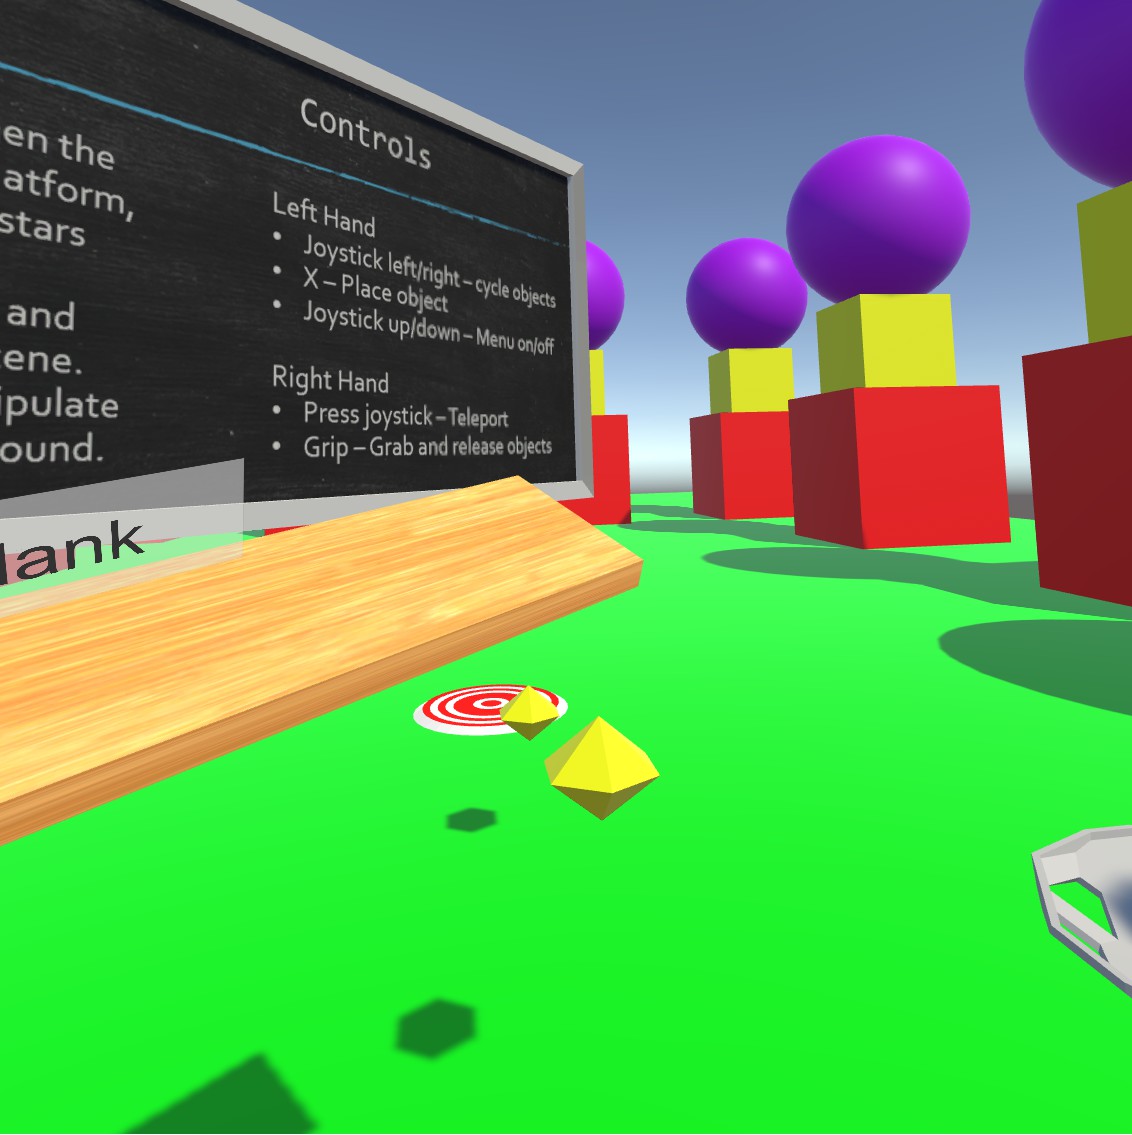 en the
atform,
stars
and
ene.
ipulate
ound.
Controls
Left Hand
• Joystick left/right – cycle objects
• X – Place object
• Joystick up/down – Menu on/off
Right Hand
• Press joystick – Teleport
• Grip – Grab and release objects
lank